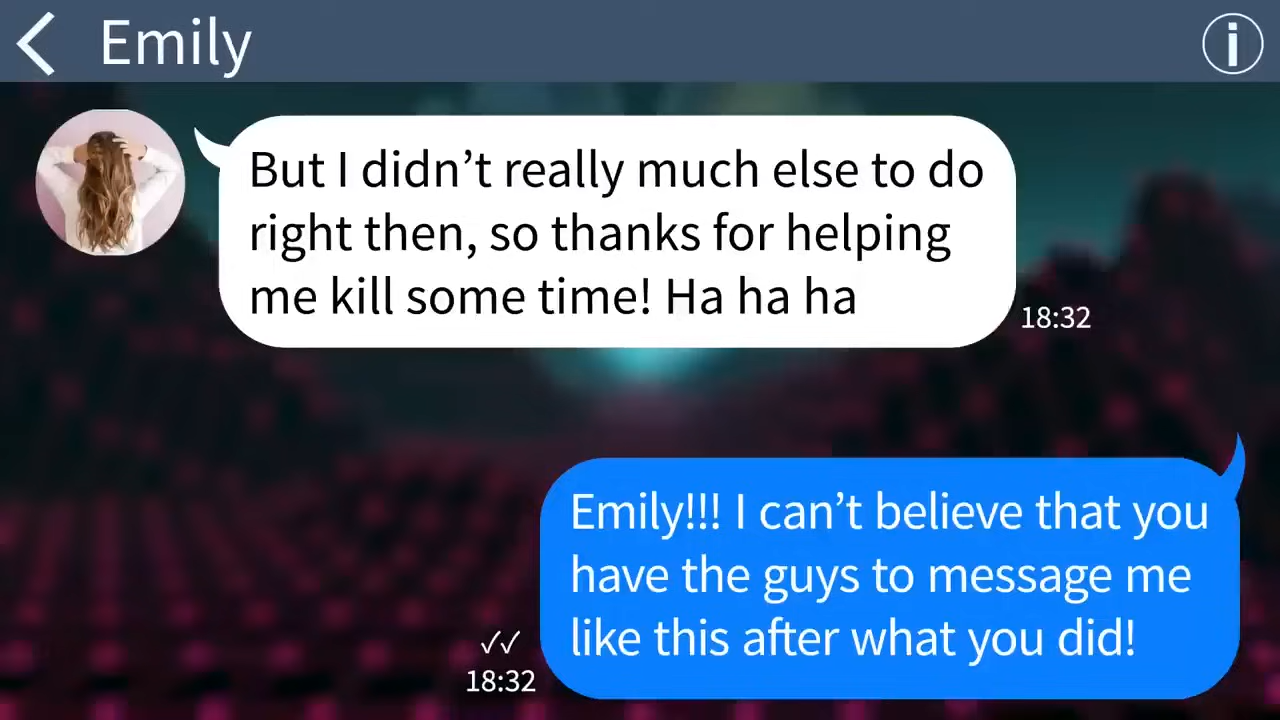 Emily
i
But I didn’t really much else to do
right then, so thanks for helping
me kill some time! Ha ha ha
18:32
Emily!!! I can’t believe that you
have the guys to message me
like this after what you did!
18:32